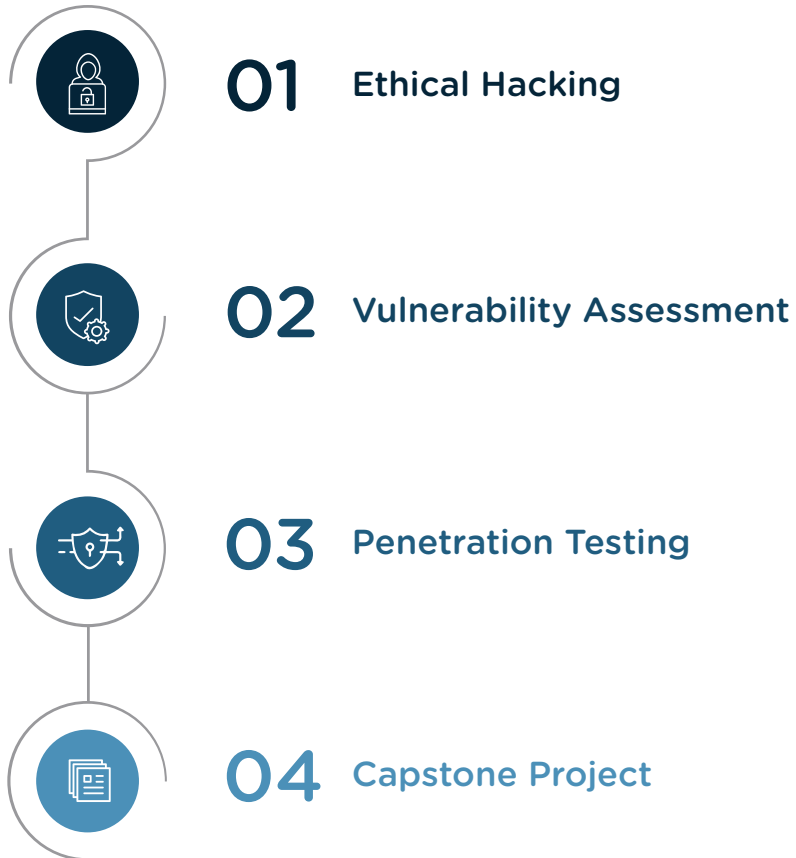 01 Ethical Hacking
02 Vulnerability Assessment
03 Penetration Testing
04 Capstone Project